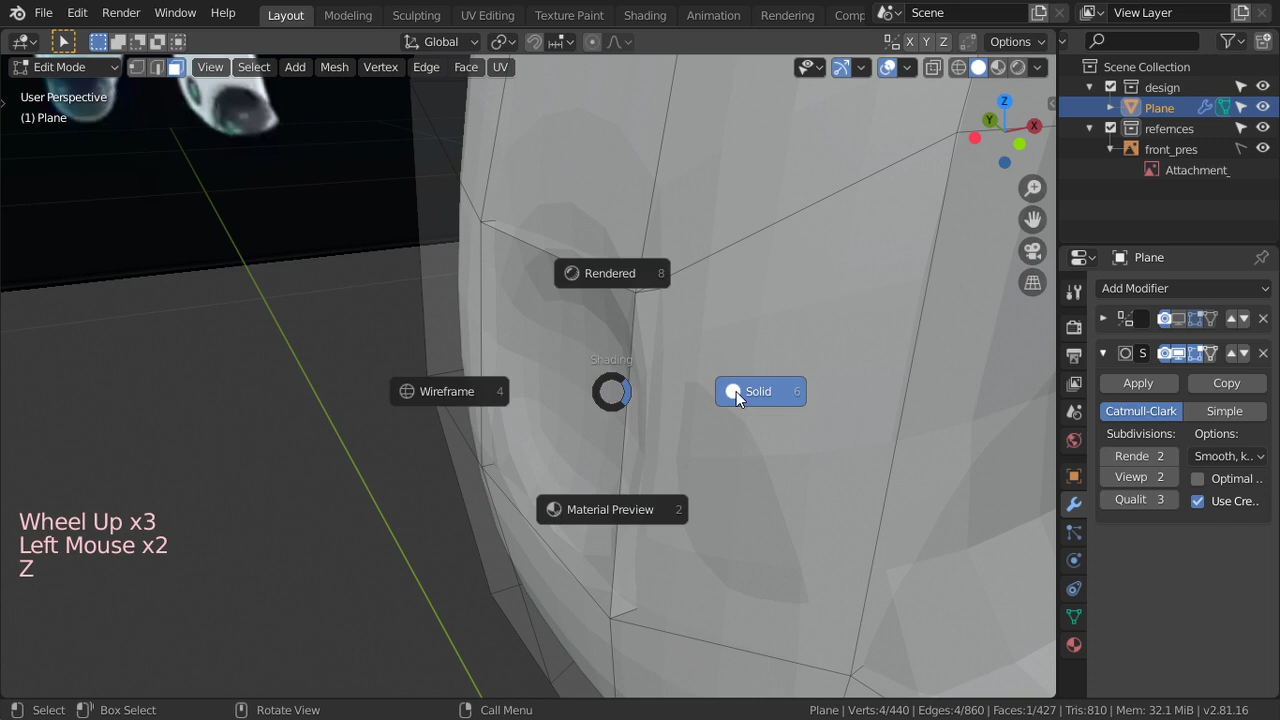 File Edit Render Window Help Layout Modeling Sculpting UV Editing Texture Paint Shading Animation Rendering Comp Scene View Layer
Global X Y Z Options
Edit Mode View Select Add Mesh Vertex Edge Face UV
User Perspective
(1) Plane
Z
Y
X
Scene Collection
design
Plane
refernces
front_pres
Attachment_
Plane
Add Modifier
S
Apply Copy
Catmull-Clark Simple
Subdivisions: Options:
Rende 2 Smooth, k..
Viewp 2 Optimal ..
Qualit 3 Use Cre..
Rendered 8
Shading
Wireframe 4
Solid 6
Material Preview 2
Wheel Up x3
Left Mouse x2
Z
Select Box Select Rotate View Call Menu Plane | Verts:4/440 | Edges:4/860 | Faces:1/427 | Tris:810 | Mem: 32.1 MiB | v2.81.16